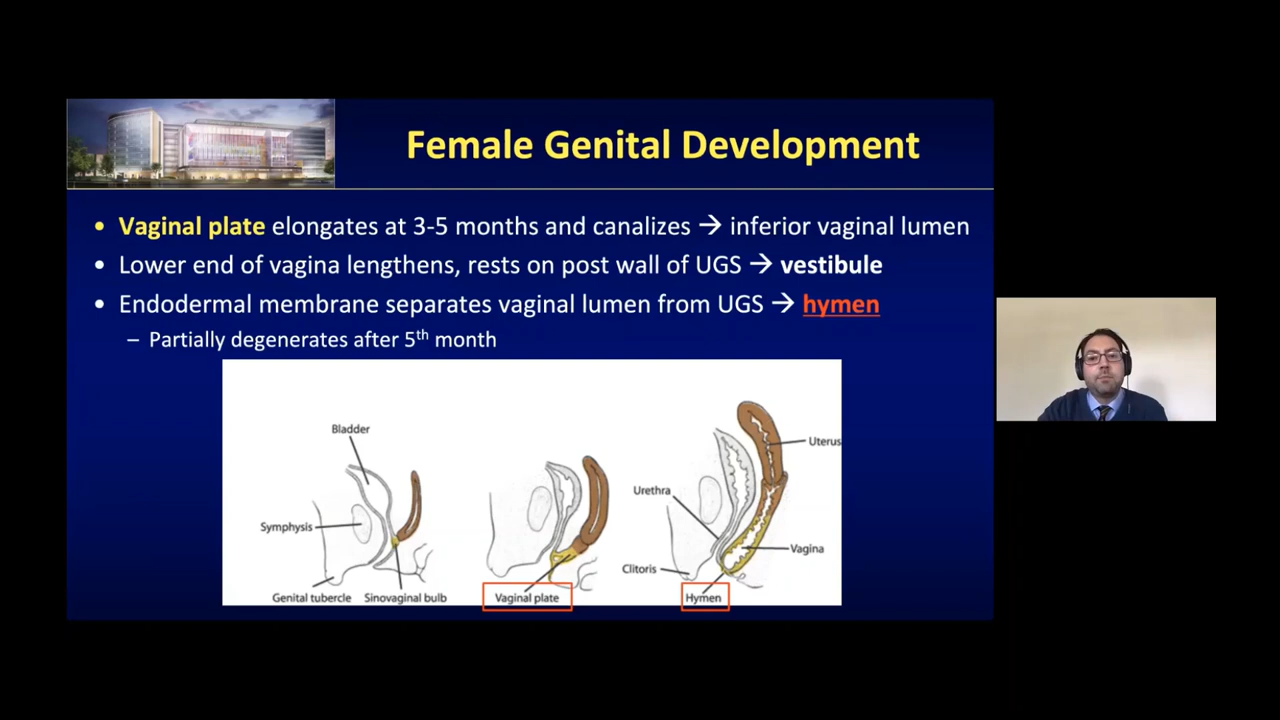 Female Genital Development
• Vaginal plate elongates at 3-5 months and canalizes → inferior vaginal lumen
• Lower end of vagina lengthens, rests on post wall of UGS → vestibule
• Endodermal membrane separates vaginal lumen from UGS → hymen
– Partially degenerates after 5th month
Bladder
Symphysis
Genital tubercle
Sinovaginal bulb
Vaginal plate
Uterus
Urethra
Vagina
Clitoris
Hymen